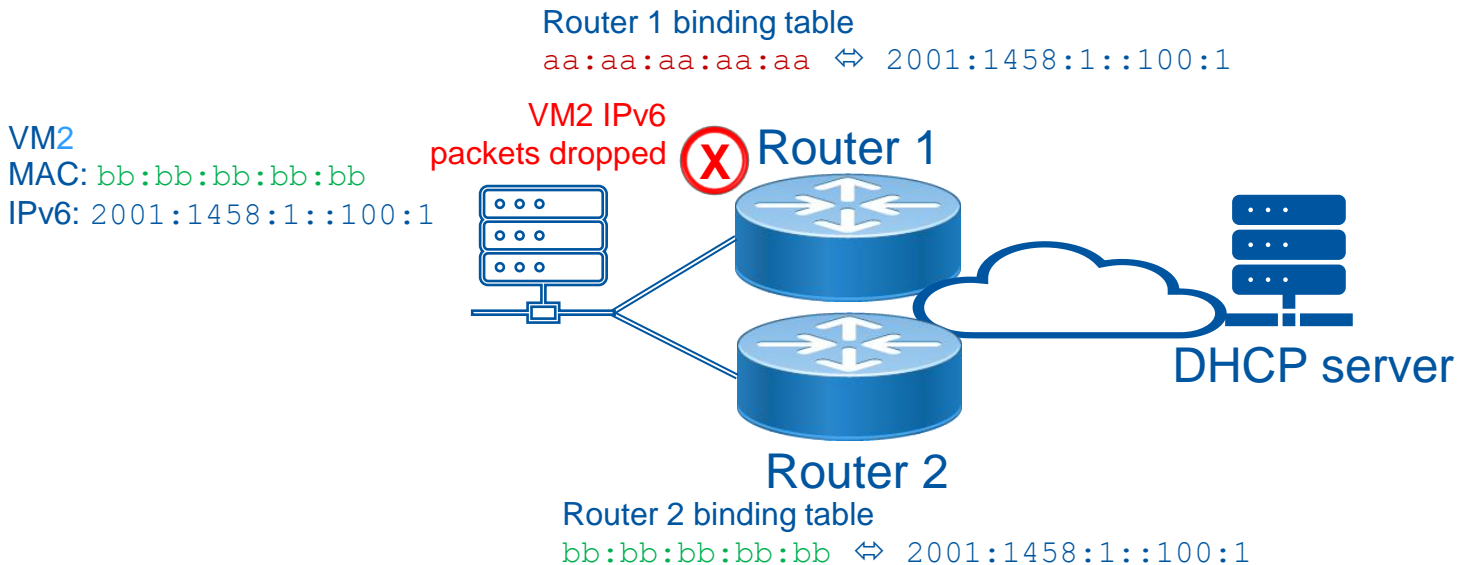 Router 1 binding table
aa:aa:aa:aa:aa ⬄ 2001:1458:1::100:1
VM2 IPv6
packets dropped
X
Router 1
VM2
MAC: bb:bb:bb:bb:bb
IPv6: 2001:1458:1::100:1
DHCP server
Router 2
Router 2 binding table
bb:bb:bb:bb:bb ⬄ 2001:1458:1::100:1